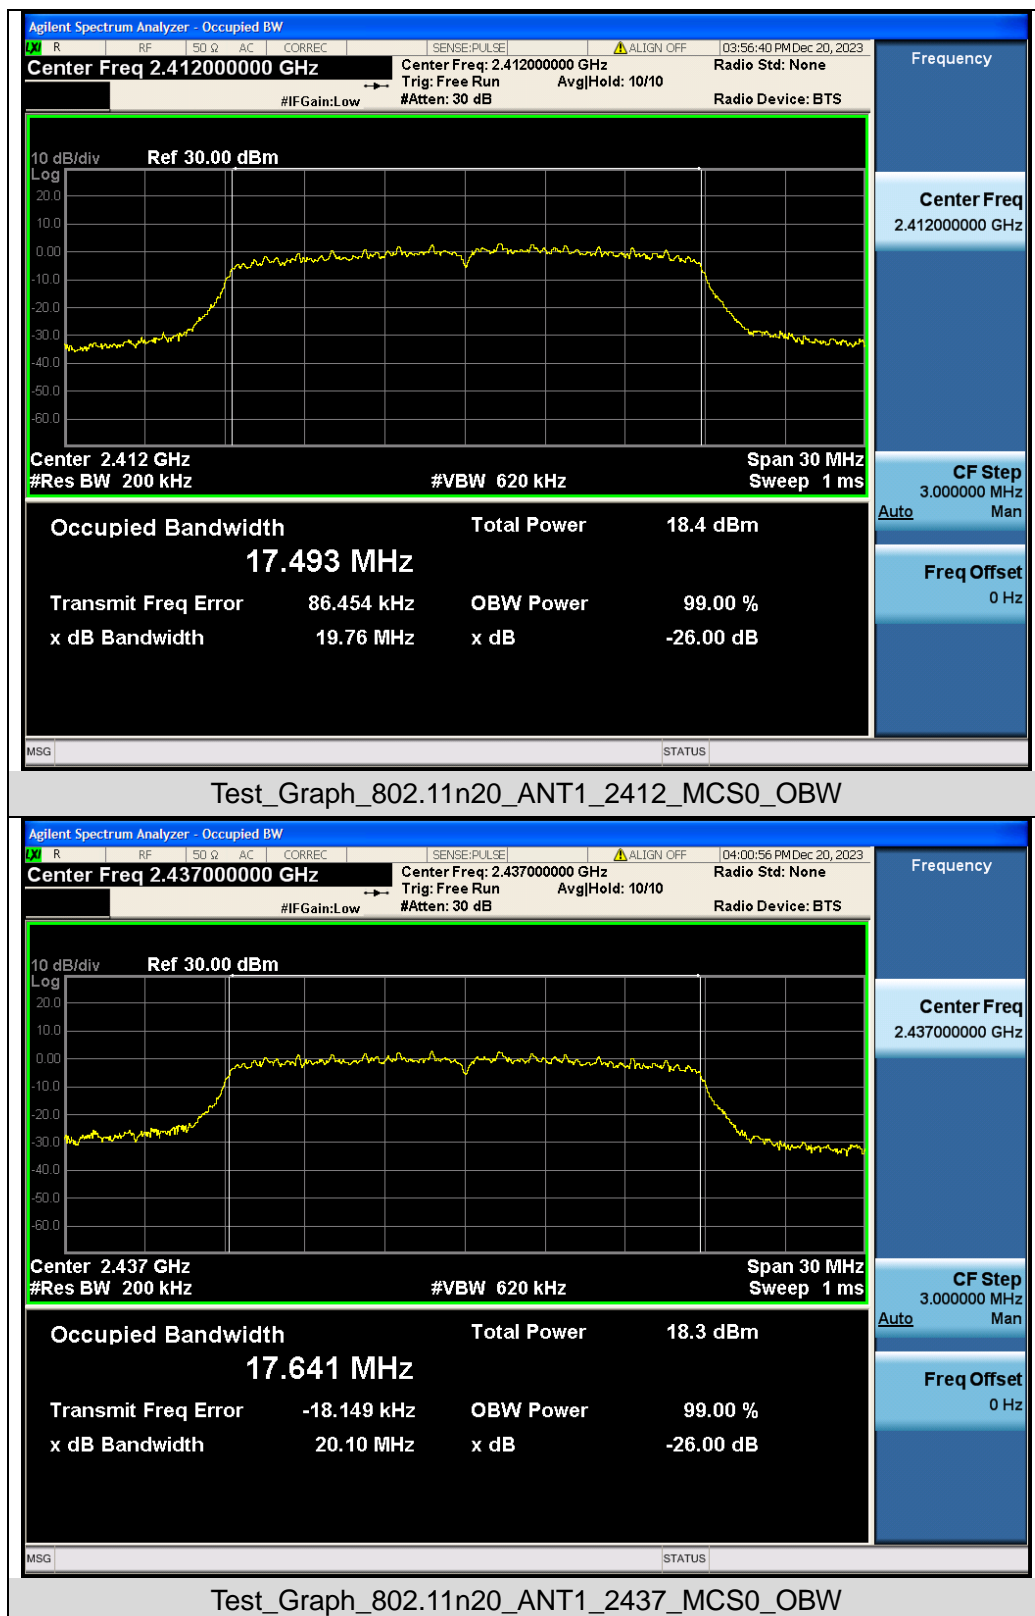 Agilent Spectrum Analyzer - Occupied BW
LXI R RF 50 Ω AC CORREC SENSE:PULSE ALIGN OFF 03:56:40 PM Dec 20, 2023
Center Freq 2.412000000 GHz Center Freq: 2.412000000 GHz Radio Std: None Frequency
Trig: Free Run Avg|Hold: 10/10
#IFGain:Low #Atten: 30 dB Radio Device: BTS
10 dB/div Ref 30.00 dBm
Log
20.0
10.0
0.00
-10.0
-20.0
-30.0
-40.0
-50.0
-60.0
Center 2.412 GHz Span 30 MHz
#Res BW 200 kHz #VBW 620 kHz Sweep 1 ms
Center Freq
2.412000000 GHz
CF Step
3.000000 MHz
Auto Man
Freq Offset
0 Hz
Occupied Bandwidth Total Power 18.4 dBm
17.493 MHz
Transmit Freq Error 86.454 kHz OBW Power 99.00 %
x dB Bandwidth 19.76 MHz x dB -26.00 dB
MSG STATUS
Test_Graph_802.11n20_ANT1_2412_MCS0_OBW
Agilent Spectrum Analyzer - Occupied BW
LXI R RF 50 Ω AC CORREC SENSE:PULSE ALIGN OFF 04:00:56 PM Dec 20, 2023
Center Freq 2.437000000 GHz Center Freq: 2.437000000 GHz Radio Std: None Frequency
Trig: Free Run Avg|Hold: 10/10
#IFGain:Low #Atten: 30 dB Radio Device: BTS
10 dB/div Ref 30.00 dBm
Log
20.0
10.0
0.00
-10.0
-20.0
-30.0
-40.0
-50.0
-60.0
Center 2.437 GHz Span 30 MHz
#Res BW 200 kHz #VBW 620 kHz Sweep 1 ms
Center Freq
2.437000000 GHz
CF Step
3.000000 MHz
Auto Man
Freq Offset
0 Hz
Occupied Bandwidth Total Power 18.3 dBm
17.641 MHz
Transmit Freq Error -18.149 kHz OBW Power 99.00 %
x dB Bandwidth 20.10 MHz x dB -26.00 dB
MSG STATUS
Test_Graph_802.11n20_ANT1_2437_MCS0_OBW